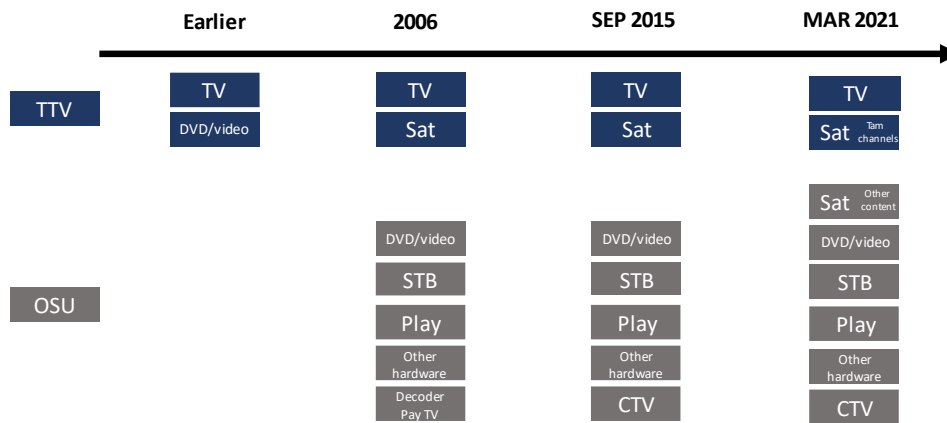 Earlier 2006 SEP 2015 MAR 2021
TTV
TV TV TV TV
DVD/video Sat Sat Sat Tam channels
OSU
Sat Other content
DVD/video DVD/video DVD/video
STB STB STB
Play Play Play
Other hardware Other hardware Other hardware
Decoder Pay TV CTV CTV